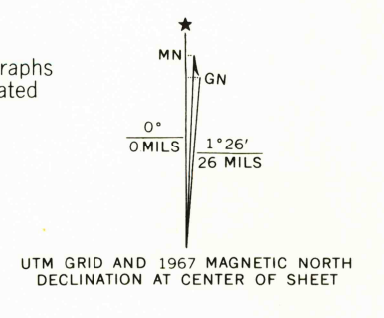 MN
raphs
GN
ated
0°
0 MILS
1°26′
26 MILS
UTM GRID AND 1967 MAGNETIC NORTH
DECLINATION AT CENTER OF SHEET